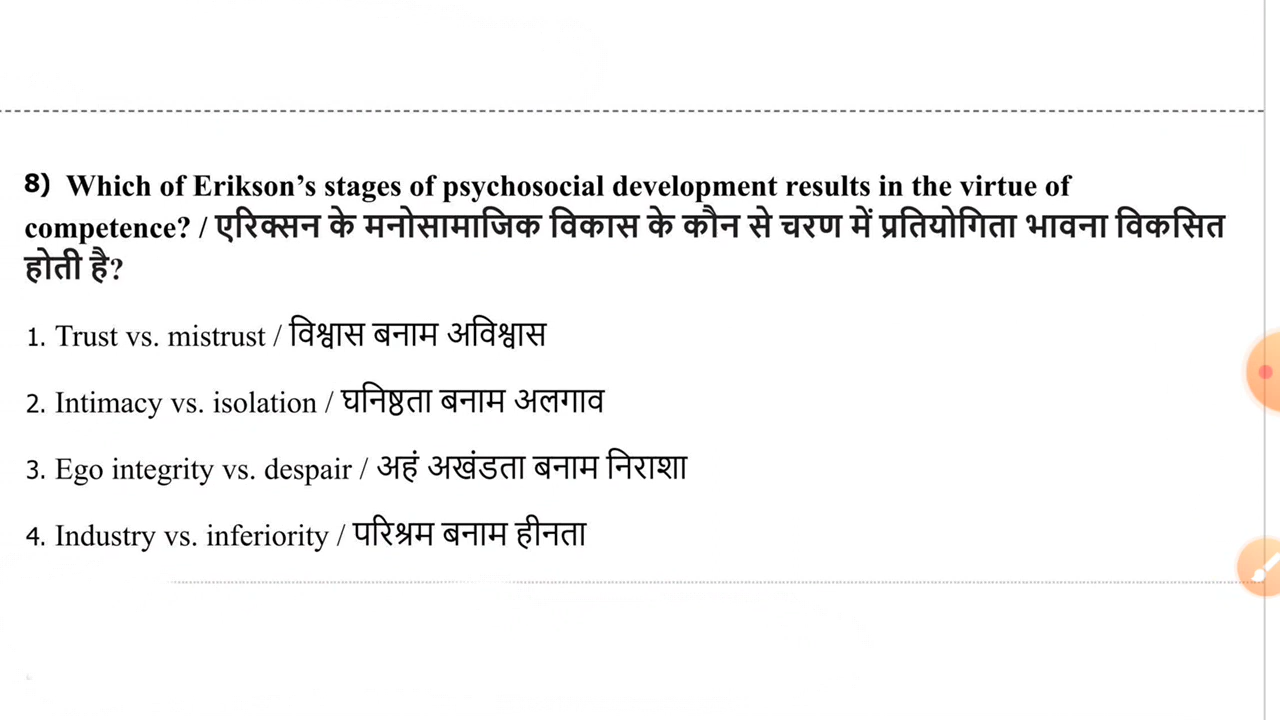 8) Which of Erikson’s stages of psychosocial development results in the virtue of
competence? / एरिक्सन के मनोसामाजिक विकास के कौन से चरण में प्रतियोगिता भावना विकसित
होती है?
1. Trust vs. mistrust / विश्वास बनाम अविश्वास
2. Intimacy vs. isolation / घनिष्ठता बनाम अलगाव
3. Ego integrity vs. despair / अहं अखंडता बनाम निराशा
4. Industry vs. inferiority / परिश्रम बनाम हीनता